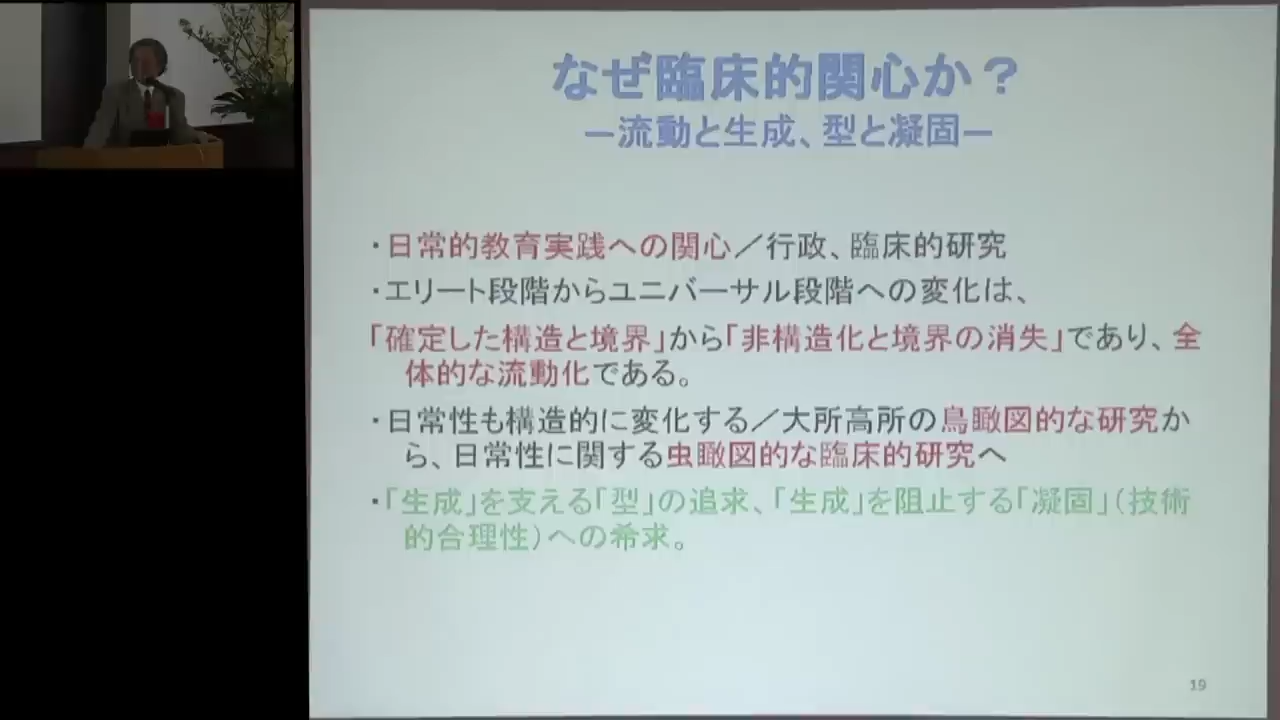 なぜ臨床的関心か？
―流動と生成、型と凝固―
・日常的教育実践への関心／行政、臨床的研究
・エリート段階からユニバーサル段階への変化は、
「確定した構造と境界」から「非構造化と境界の消失」であり、全
体的な流動化である。
・日常性も構造的に変化する／大所高所の鳥瞰図的な研究か
ら、日常性に関する虫瞰図的な臨床的研究へ
・「生成」を支える「型」の追求、「生成」を阻止する「凝固」（技術
的合理性）への希求。
19